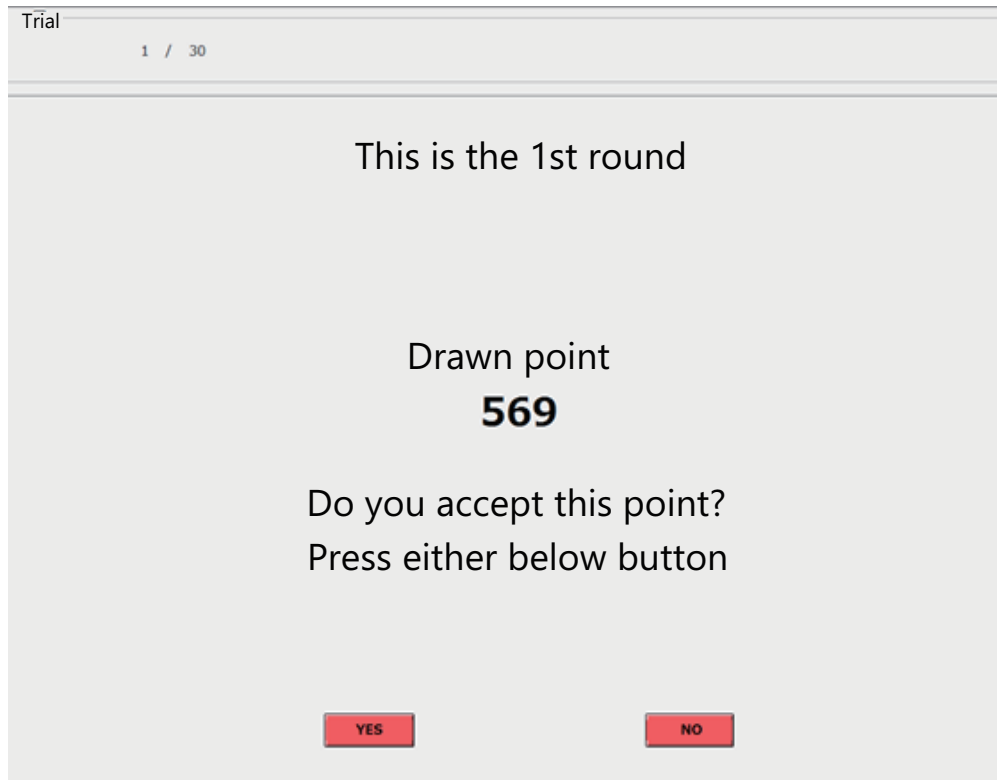 Trial
1 / 30
This is the 1st round
Drawn point
569
Do you accept this point?
Press either below button
YES NO